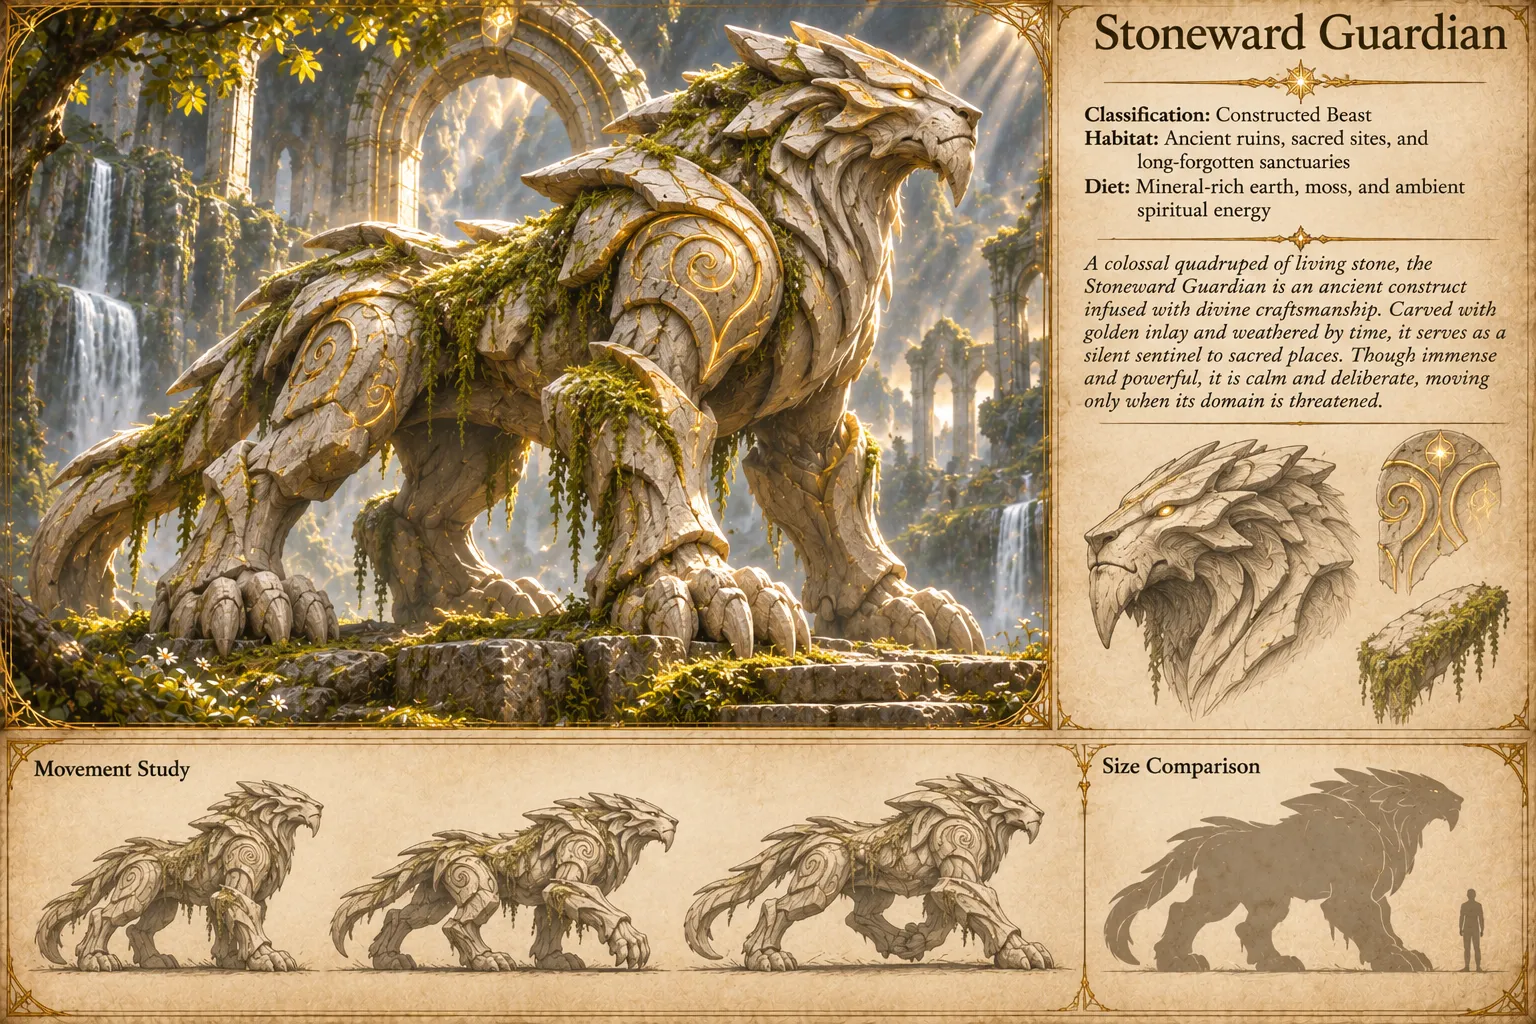 Stoneward Guardian
Classification: Constructed Beast
Habitat: Ancient ruins, sacred sites, and
long-forgotten sanctuaries
Diet: Mineral-rich earth, moss, and ambient
spiritual energy
A colossal quadruped of living stone, the
Stoneward Guardian is an ancient construct
infused with divine craftsmanship. Carved with
golden inlay and weathered by time, it serves as a
silent sentinel to sacred places. Though immense
and powerful, it is calm and deliberate, moving
only when its domain is threatened.
Movement Study
Size Comparison